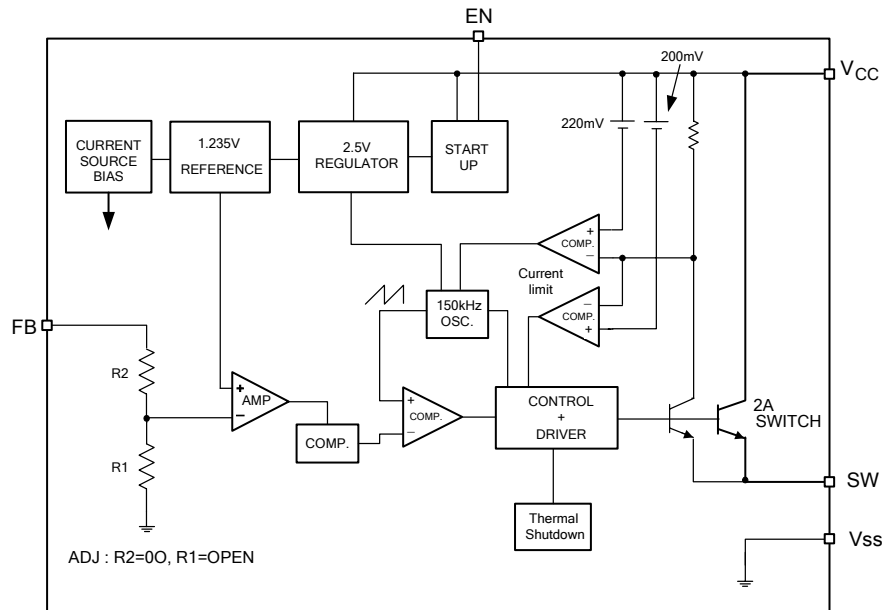 EN
200mV
VCC
220mV
CURRENT
SOURCE
BIAS
1.235V
REFERENCE
2.5V
REGULATOR
START
UP
+
COMP.
−
Current
limit
−
COMP.
+
150kHz
OSC.
FB
R2
R1
+
AMP
−
COMP.
+
COMP.
−
CONTROL
+
DRIVER
2A
SWITCH
SW
Thermal
Shutdown
Vss
ADJ : R2=0O, R1=OPEN